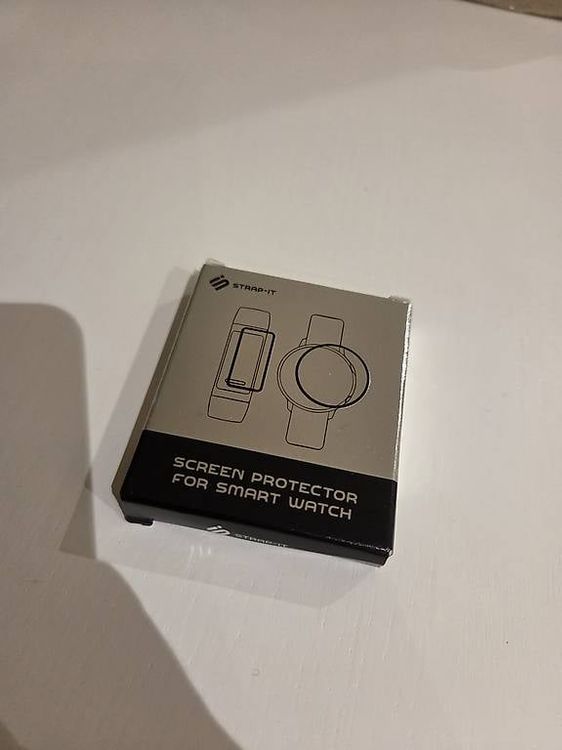 STRAP-IT
SCREEN PROTECTOR
FOR SMART WATCH
STRAP-IT